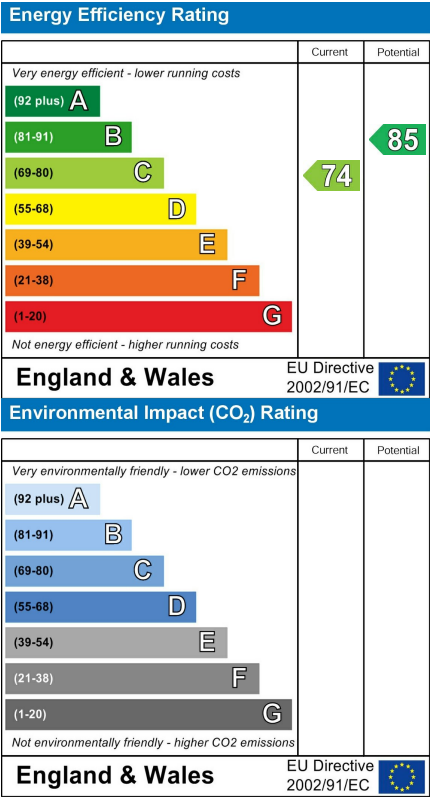 Energy Efficiency Rating
Current Potential
Very energy efficient - lower running costs
(92 plus) A
(81-91) B
85
(69-80) C
74
(55-68) D
(39-54) E
(21-38) F
(1-20) G
Not energy efficient - higher running costs
England & Wales
EU Directive
2002/91/EC
Environmental Impact (CO₂) Rating
Current Potential
Very environmentally friendly - lower CO2 emissions
(92 plus) A
(81-91) B
(69-80) C
(55-68) D
(39-54) E
(21-38) F
(1-20) G
Not environmentally friendly - higher CO2 emissions
England & Wales
EU Directive
2002/91/EC